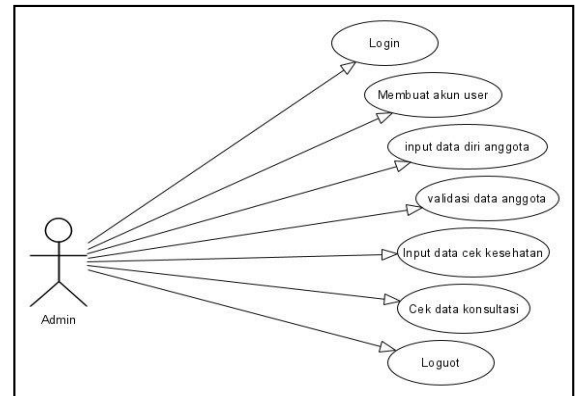 Login
Membuat akun user
input data diri anggota
validasi data anggota
Input data cek kesehatan
Cek data konsultasi
Loguot
Admin